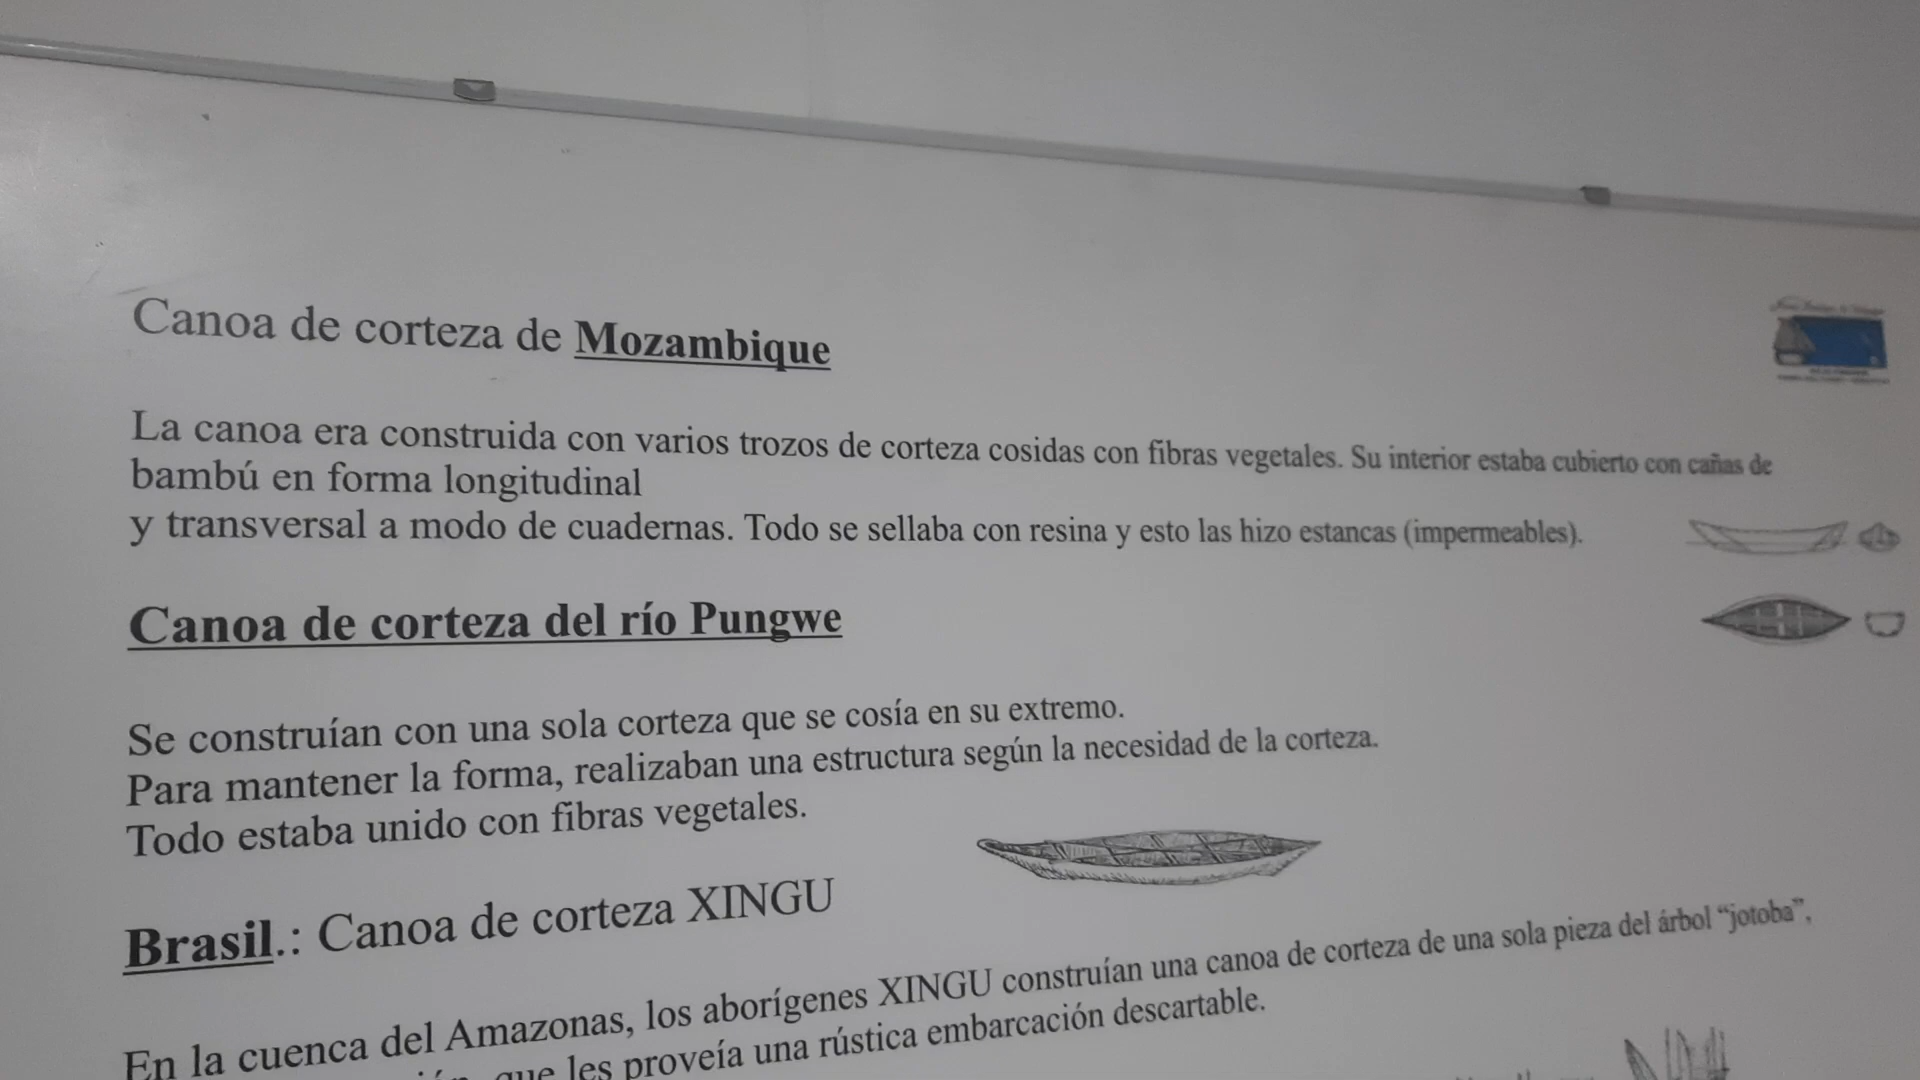 Canoa de corteza de Mozambique
La canoa era construida con varios trozos de corteza cosidas con fibras vegetales. Su interior estaba cubierto con cañas de
bambú en forma longitudinal
y transversal a modo de cuadernas. Todo se sellaba con resina y esto las hizo estancas (impermeables).
Canoa de corteza del río Pungwe
Se construían con una sola corteza que se cosía en su extremo.
Para mantener la forma, realizaban una estructura según la necesidad de la corteza.
Todo estaba unido con fibras vegetales.
Brasil.: Canoa de corteza XINGU
En la cuenca del Amazonas, los aborígenes XINGU construían una canoa de corteza de una sola pieza del árbol “jotoba”,
que les proveía una rústica embarcación descartable.